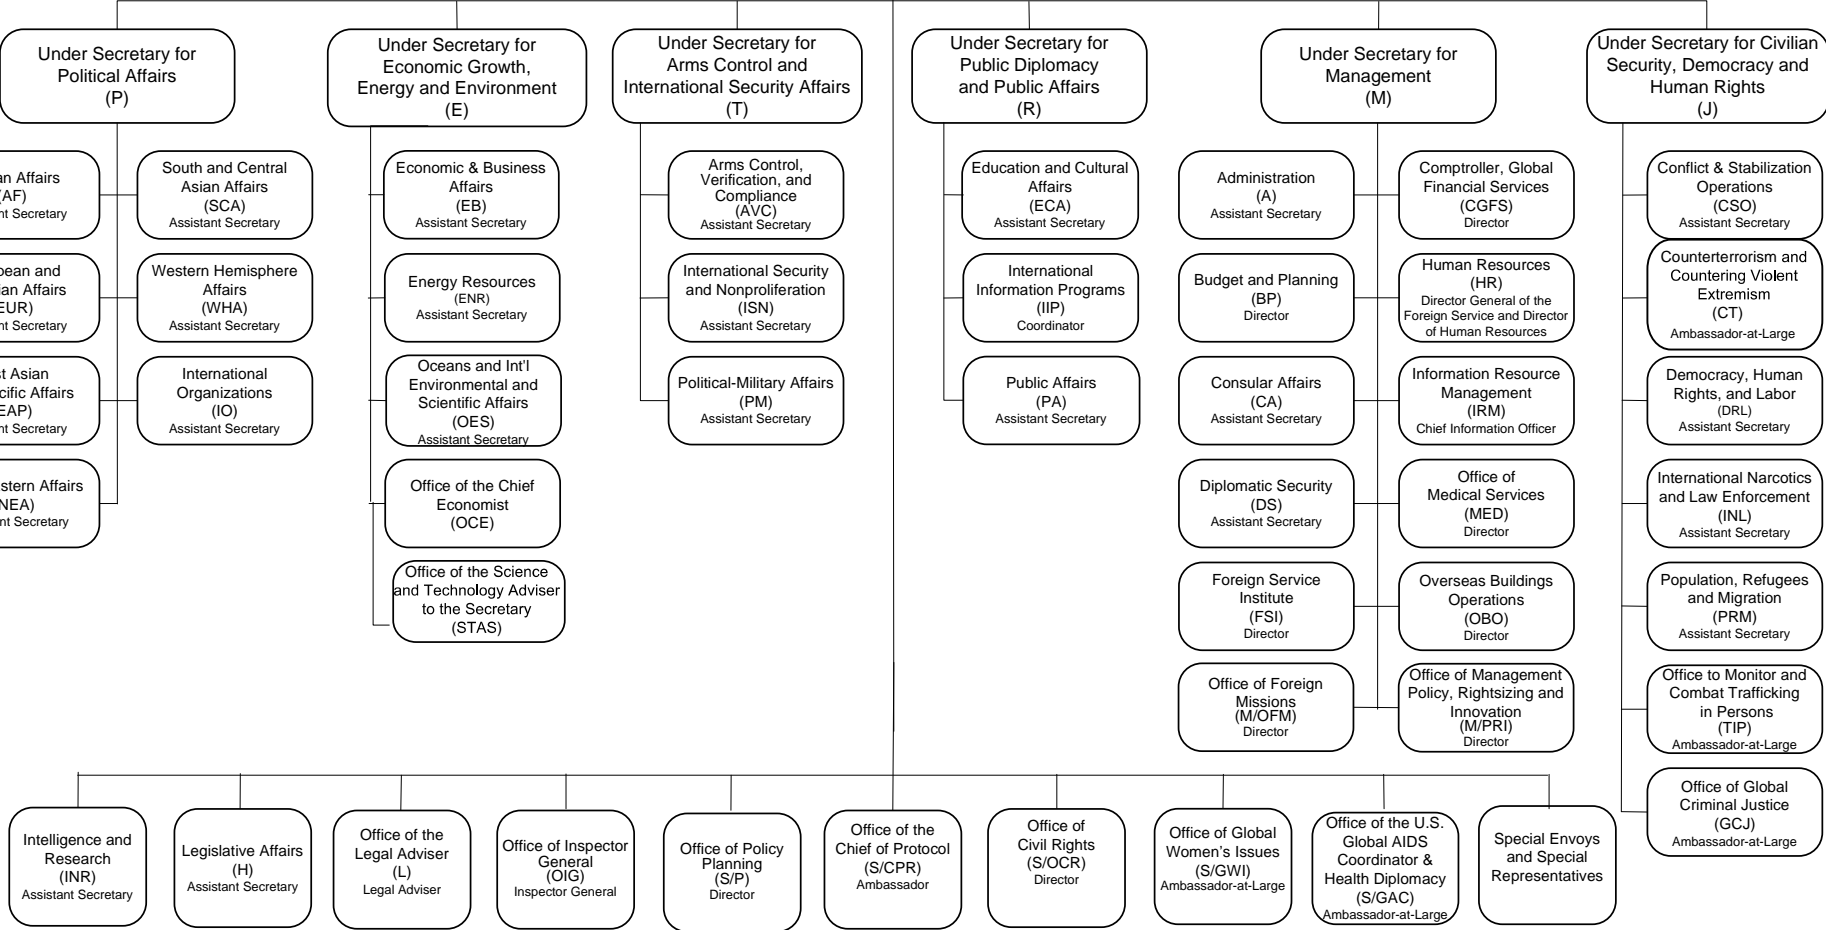 Under Secretary for
Political Affairs
(P)
Under Secretary for
Economic Growth,
Energy and Environment
(E)
Under Secretary for
Arms Control and
International Security Affairs
(T)
Under Secretary for
Public Diplomacy
and Public Affairs
(R)
Under Secretary for
Management
(M)
Under Secretary for Civilian
Security, Democracy and
Human Rights
(J)
Affairs
AF)
Secretary
and
Affairs
EUR)
Secretary
Asian
Affairs
EAP)
Secretary
Affairs
NEA)
Secretary
South and Central
Asian Affairs
(SCA)
Assistant Secretary
Western Hemisphere
Affairs
(WHA)
Assistant Secretary
International
Organizations
(IO)
Assistant Secretary
Economic & Business
Affairs
(EB)
Assistant Secretary
Energy Resources
(ENR)
Assistant Secretary
Oceans and Int'l
Environmental and
Scientific Affairs
(OES)
Assistant Secretary
Office of the Chief
Economist
(OCE)
Office of the Science
and Technology Adviser
to the Secretary
(STAS)
Arms Control,
Verification, and
Compliance
(AVC)
Assistant Secretary
International Security
and Nonproliferation
(ISN)
Assistant Secretary
Political-Military Affairs
(PM)
Assistant Secretary
Education and Cultural
Affairs
(ECA)
Assistant Secretary
International
Information Programs
(IIP)
Coordinator
Public Affairs
(PA)
Assistant Secretary
Administration
(A)
Assistant Secretary
Budget and Planning
(BP)
Director
Consular Affairs
(CA)
Assistant Secretary
Diplomatic Security
(DS)
Assistant Secretary
Foreign Service
Institute
(FSI)
Director
Office of Foreign
Missions
(M/OFM)
Director
Comptroller, Global
Financial Services
(CGFS)
Director
Human Resources
(HR)
Director General of the
Foreign Service and Director
of Human Resources
Information Resource
Management
(IRM)
Chief Information Officer
Office of
Medical Services
(MED)
Director
Overseas Buildings
Operations
(OBO)
Director
Office of Management
Policy, Rightsizing and
Innovation
(M/PRI)
Director
Conflict & Stabilization
Operations
(CSO)
Assistant Secretary
Counterterrorism and
Countering Violent
Extremism
(CT)
Ambassador-at-Large
Democracy, Human
Rights, and Labor
(DRL)
Assistant Secretary
International Narcotics
and Law Enforcement
(INL)
Assistant Secretary
Population, Refugees
and Migration
(PRM)
Assistant Secretary
Office to Monitor and
Combat Trafficking
in Persons
(TIP)
Ambassador-at-Large
Office of Global
Criminal Justice
(GCJ)
Ambassador-at-Large
Intelligence and
Research
(INR)
Assistant Secretary
Legislative Affairs
(H)
Assistant Secretary
Office of the
Legal Adviser
(L)
Legal Adviser
Office of Inspector
General
(OIG)
Inspector General
Office of Policy
Planning
(S/P)
Director
Office of the
Chief of Protocol
(S/CPR)
Ambassador
Office of
Civil Rights
(S/OCR)
Director
Office of Global
Women's Issues
(S/GWI)
Ambassador-at-Large
Office of the U.S.
Global AIDS
Coordinator &
Health Diplomacy
(S/GAC)
Ambassador-at-Large
Special Envoys
and Special
Representatives